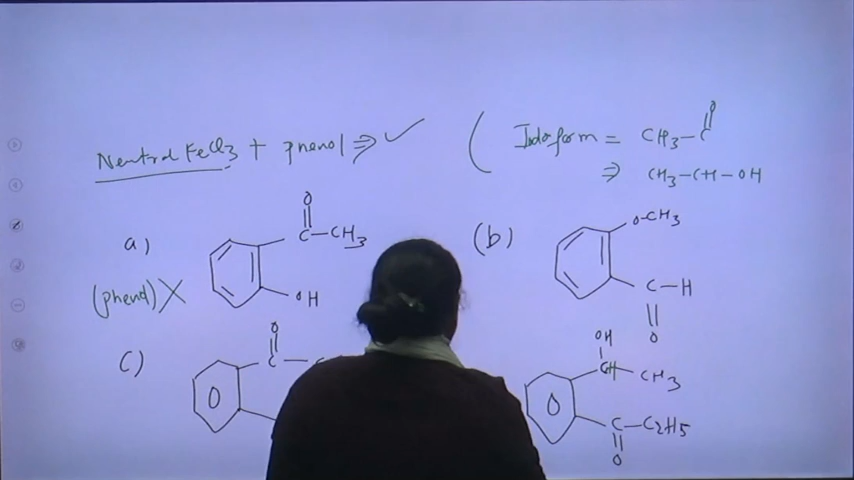 Neutral FeCl3 + phenol ⇒ ✓
( Iodoform = CH3-C
O
⇒ CH3-CH-OH
a)
O
C-CH3
OH
(phenol) X
(b)
O-CH3
C-H
O
C)
O
C-
O
OH
CH-CH3
O
C-C2H5
O